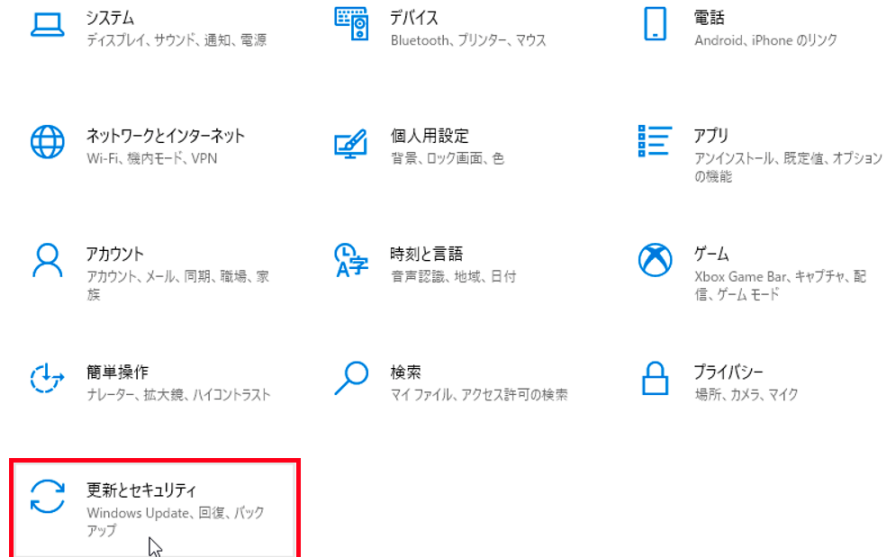 システム
ディスプレイ、サウンド、通知、電源
デバイス
Bluetooth、プリンター、マウス
電話
Android、iPhone のリンク
ネットワークとインターネット
Wi-Fi、機内モード、VPN
個人用設定
背景、ロック画面、色
アプリ
アンインストール、既定値、オプション
の機能
アカウント
アカウント、メール、同期、職場、家
族
時刻と言語
音声認識、地域、日付
ゲーム
Xbox Game Bar、キャプチャ、配
信、ゲーム モード
簡単操作
ナレーター、拡大鏡、ハイコントラスト
検索
マイ ファイル、アクセス許可の検索
プライバシー
場所、カメラ、マイク
更新とセキュリティ
Windows Update、回復、バック
アップ